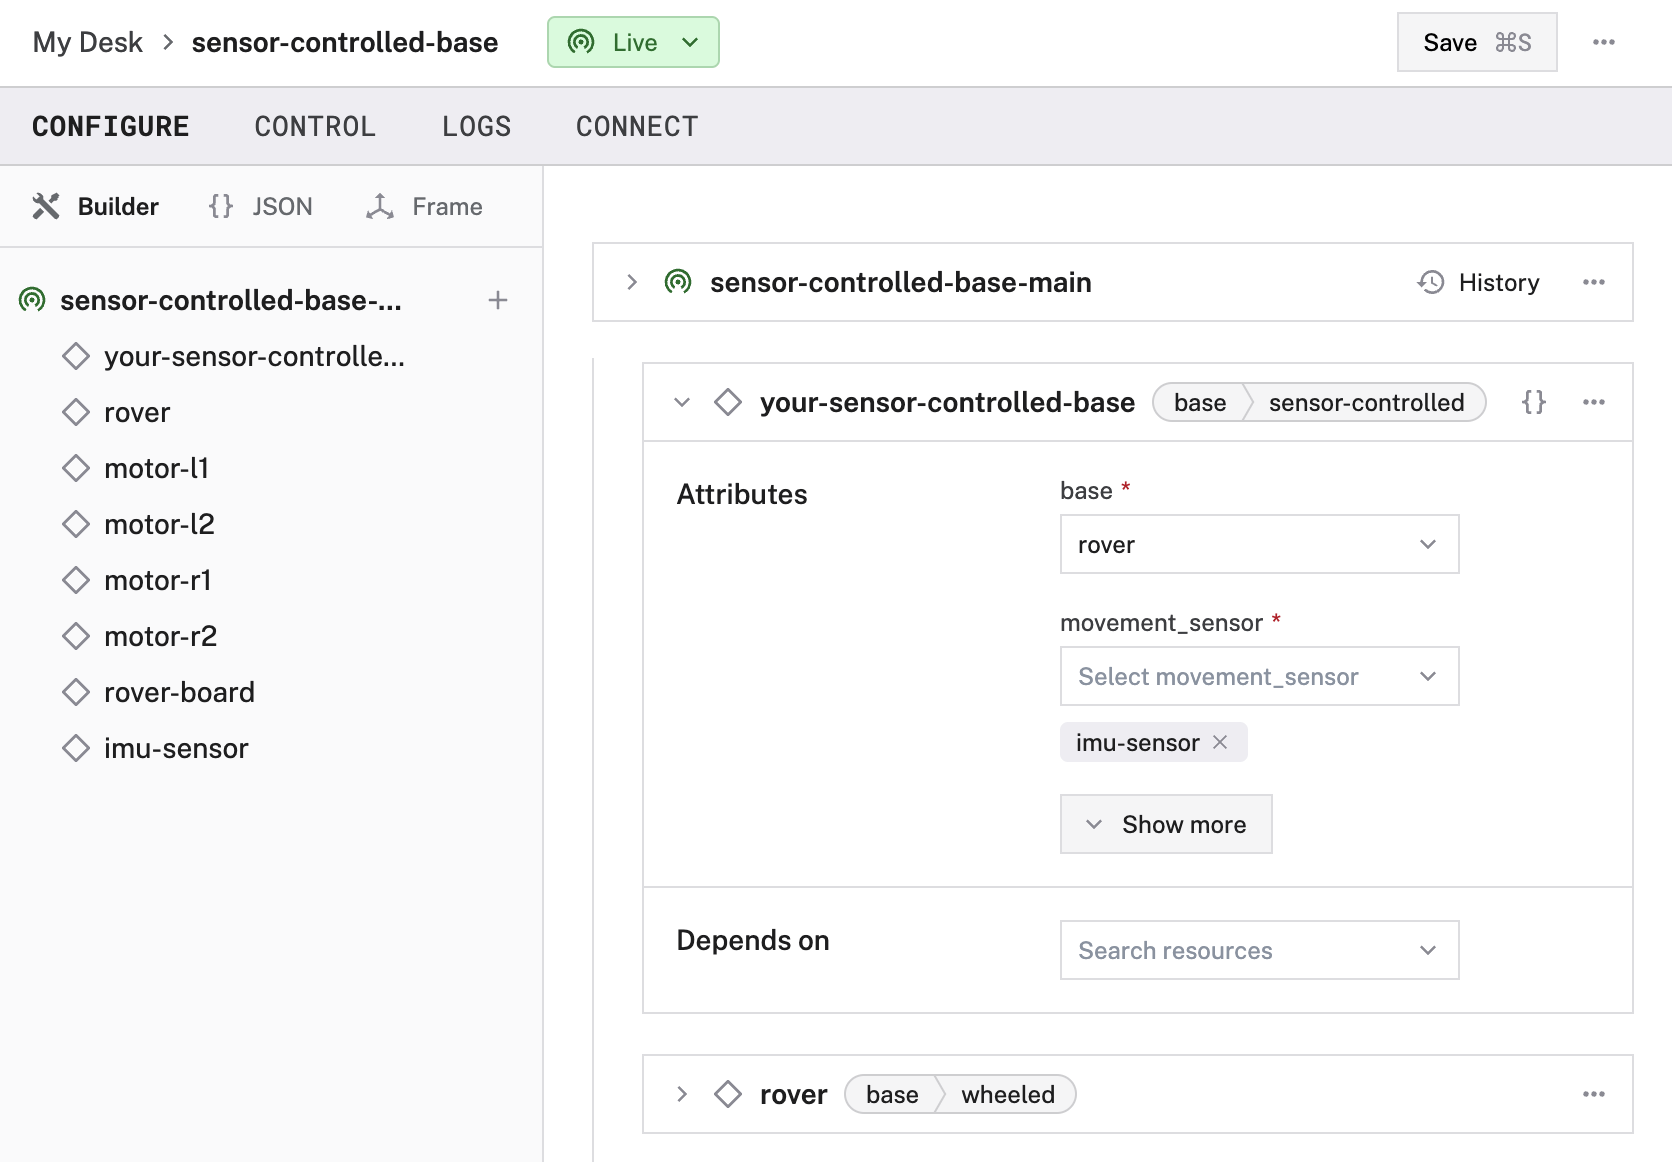 My Desk > sensor-controlled-base Live Save ⌘S ...
CONFIGURE CONTROL LOGS CONNECT
Builder {} JSON Frame
sensor-controlled-base-... +
your-sensor-controlle...
rover
motor-l1
motor-l2
motor-r1
motor-r2
rover-board
imu-sensor
sensor-controlled-base-main History ...
your-sensor-controlled-base base sensor-controlled {} ...
Attributes
base *
rover
movement_sensor *
Select movement_sensor
imu-sensor ×
Show more
Depends on
Search resources
rover base wheeled ...